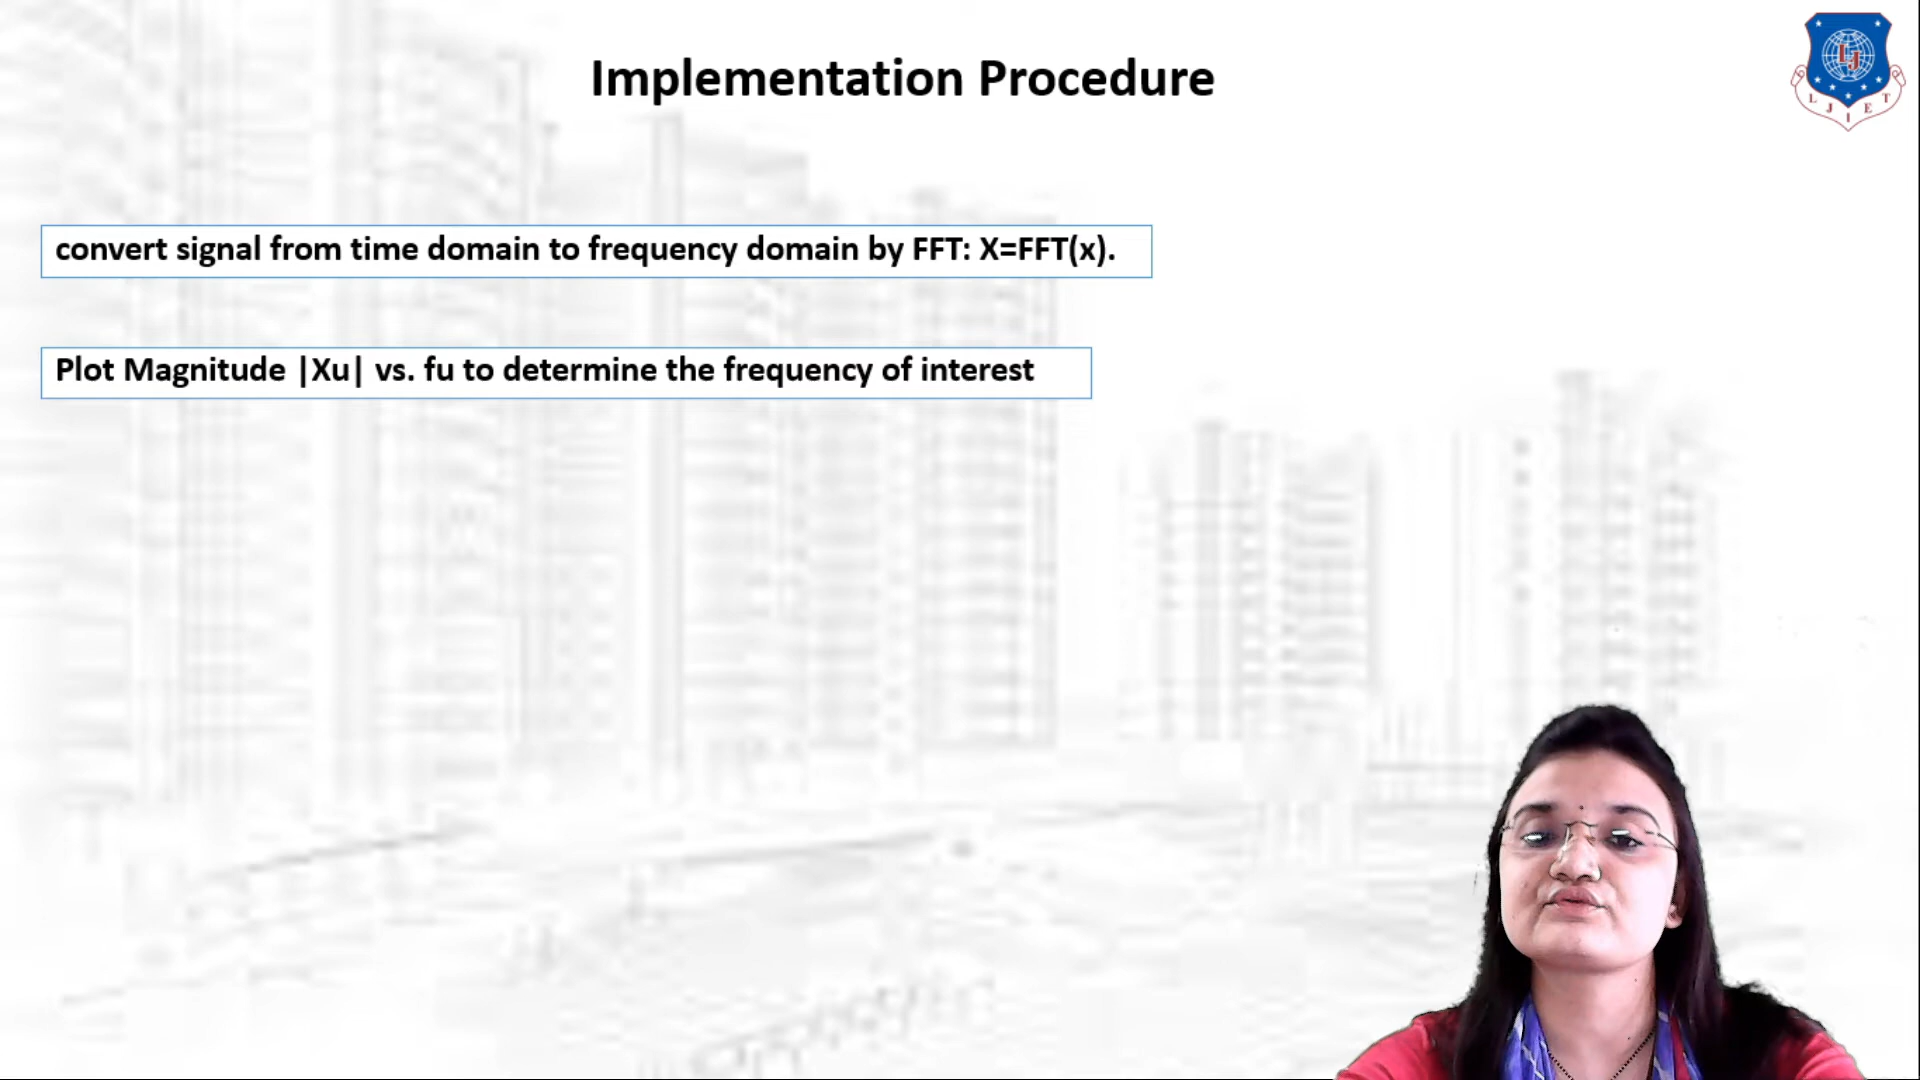 Implementation Procedure
LJ
L J I E T
convert signal from time domain to frequency domain by FFT: X=FFT(x).
Plot Magnitude |Xu| vs. fu to determine the frequency of interest